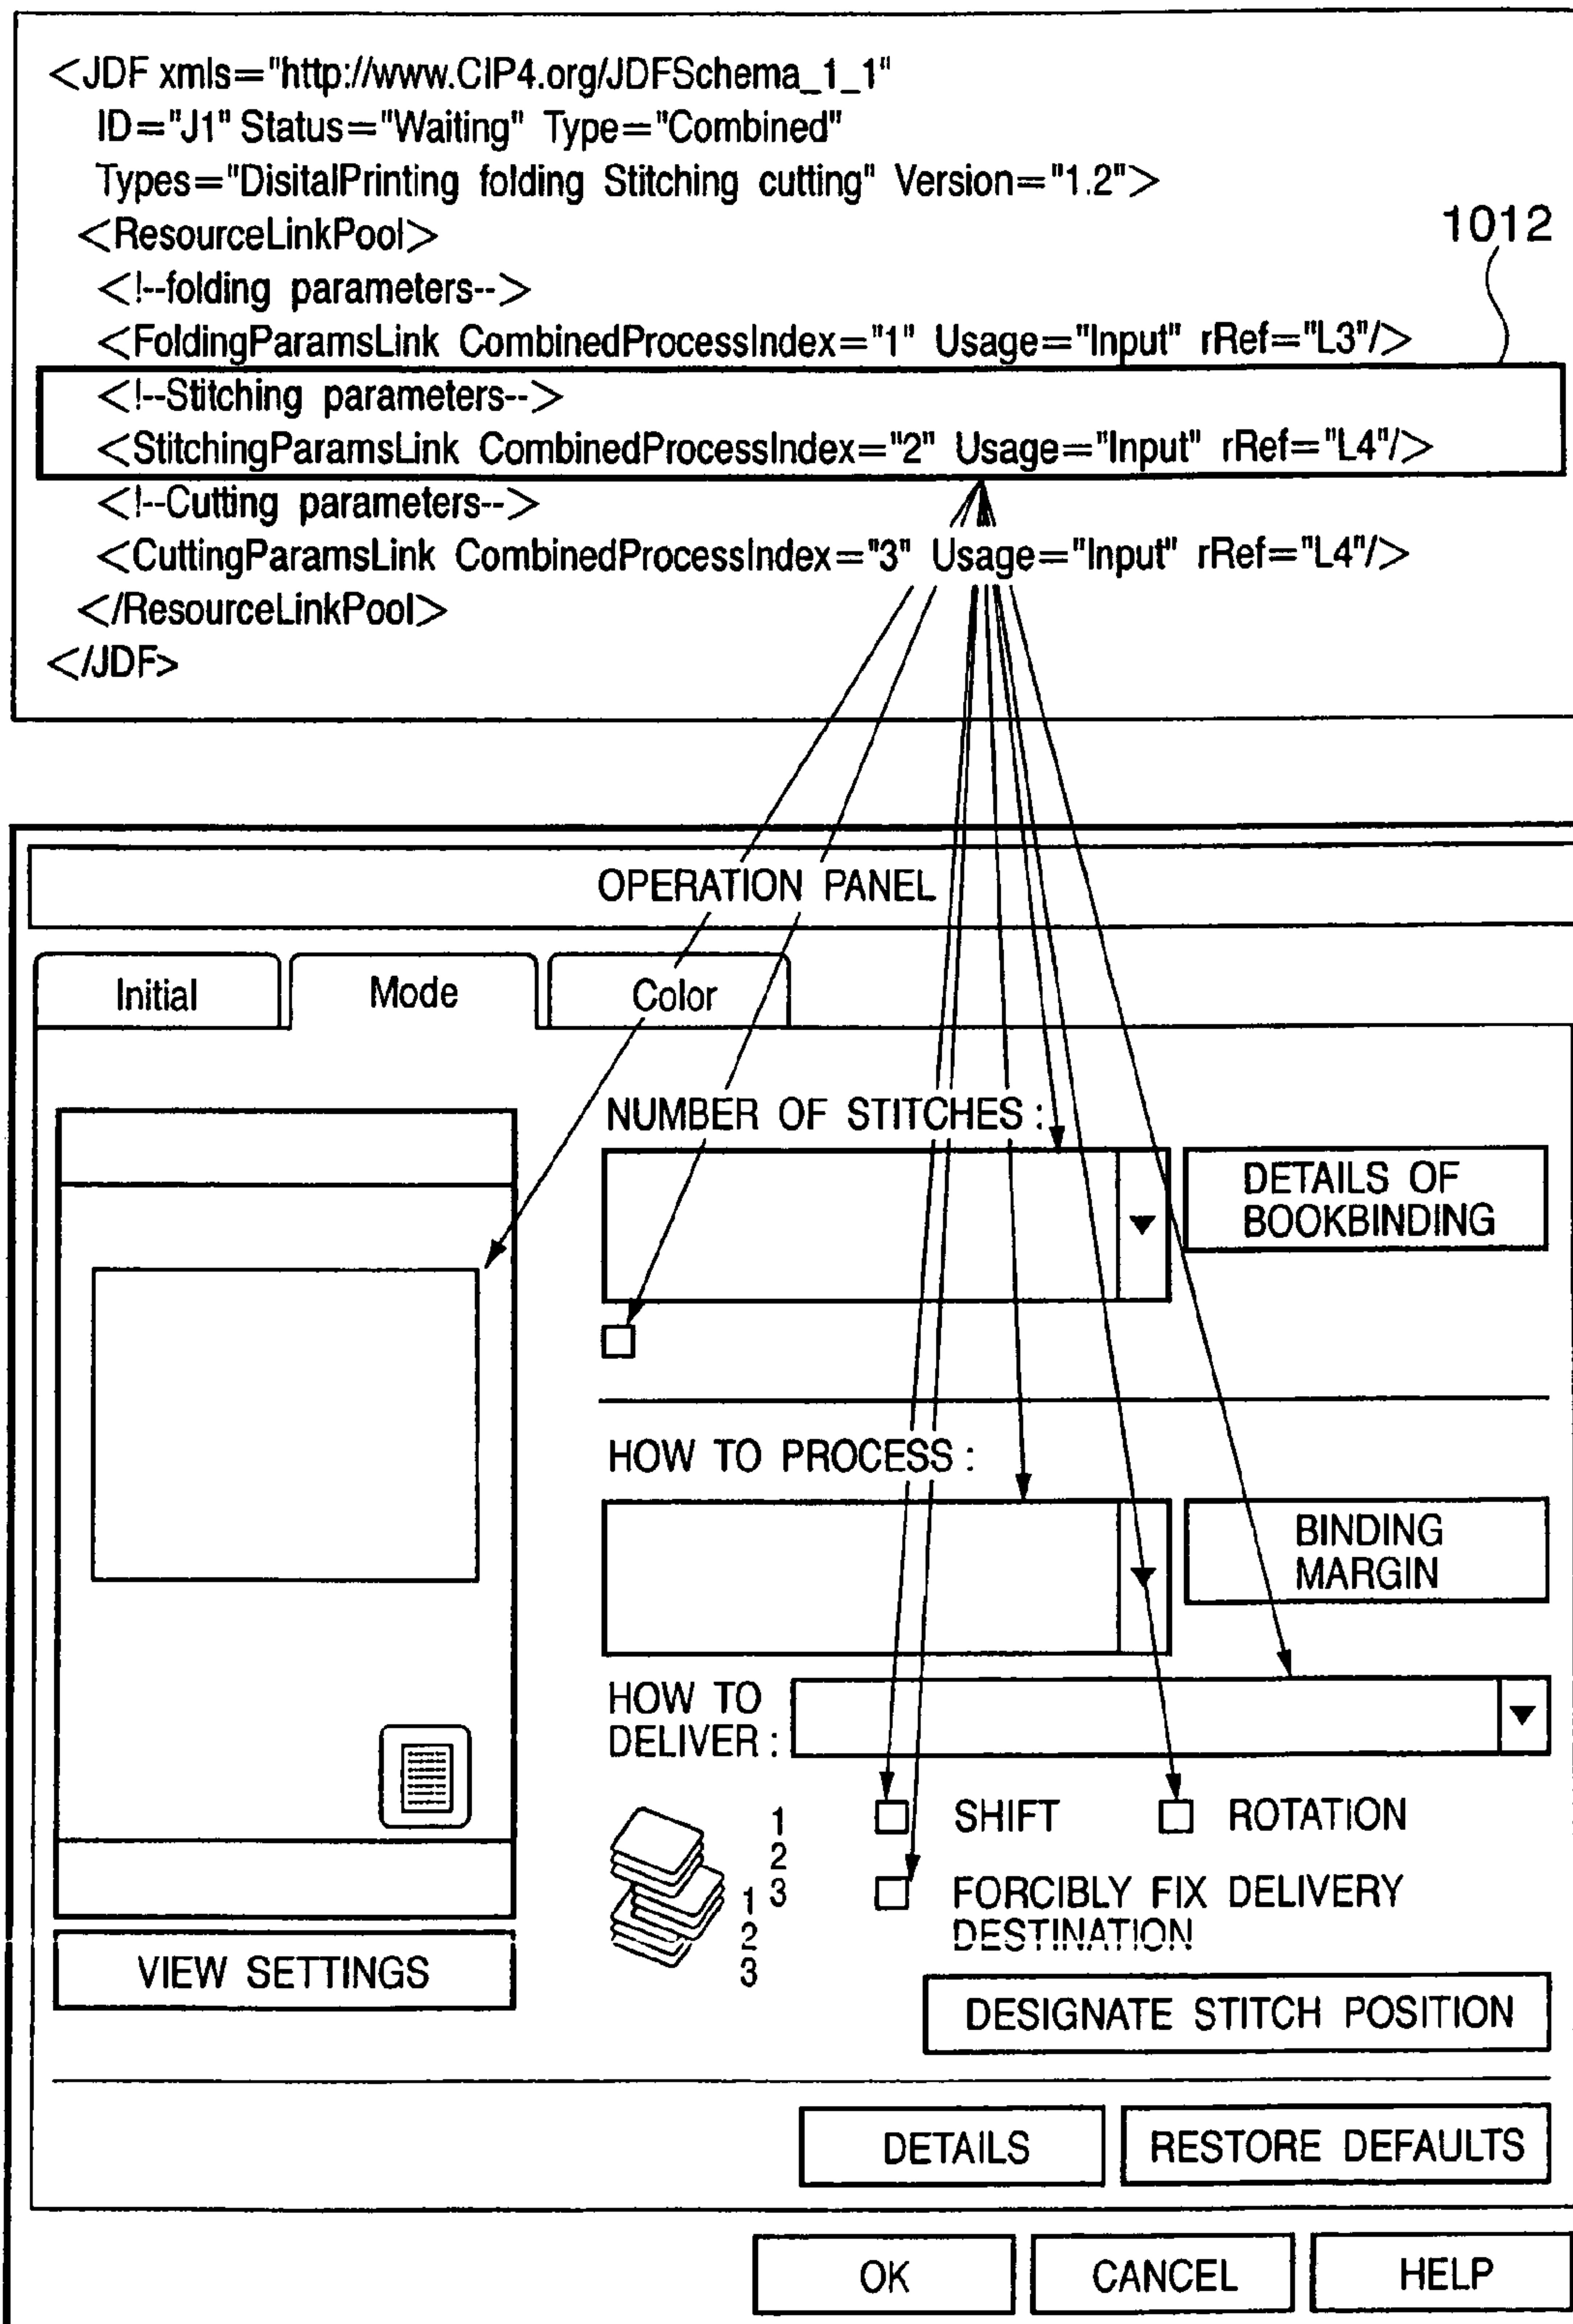 <JDF xmls="http://www.CIP4.org/JDFSchema_1_1"
ID="J1" Status="Waiting" Type="Combined"
Types="DisitalPrinting folding Stitching cutting" Version="1.2">
<ResourceLinkPool>
1012
<!--folding parameters-->
<FoldingParamsLink CombinedProcessIndex="1" Usage="Input" rRef="L3"/>
<!--Stitching parameters-->
<StitchingParamsLink CombinedProcessIndex="2" Usage="Input" rRef="L4"/>
<!--Cutting parameters-->
<CuttingParamsLink CombinedProcessIndex="3" Usage="Input" rRef="L4"/>
</ResourceLinkPool>
</JDF>
OPERATION PANEL
Initial
Mode
Color
NUMBER OF STITCHES :
DETAILS OF
BOOKBINDING
HOW TO PROCESS :
BINDING
MARGIN
HOW TO
DELIVER :
1
2
3
1
2
3
SHIFT
ROTATION
FORCIBLY FIX DELIVERY
DESTINATION
VIEW SETTINGS
DESIGNATE STITCH POSITION
DETAILS
RESTORE DEFAULTS
OK
CANCEL
HELP